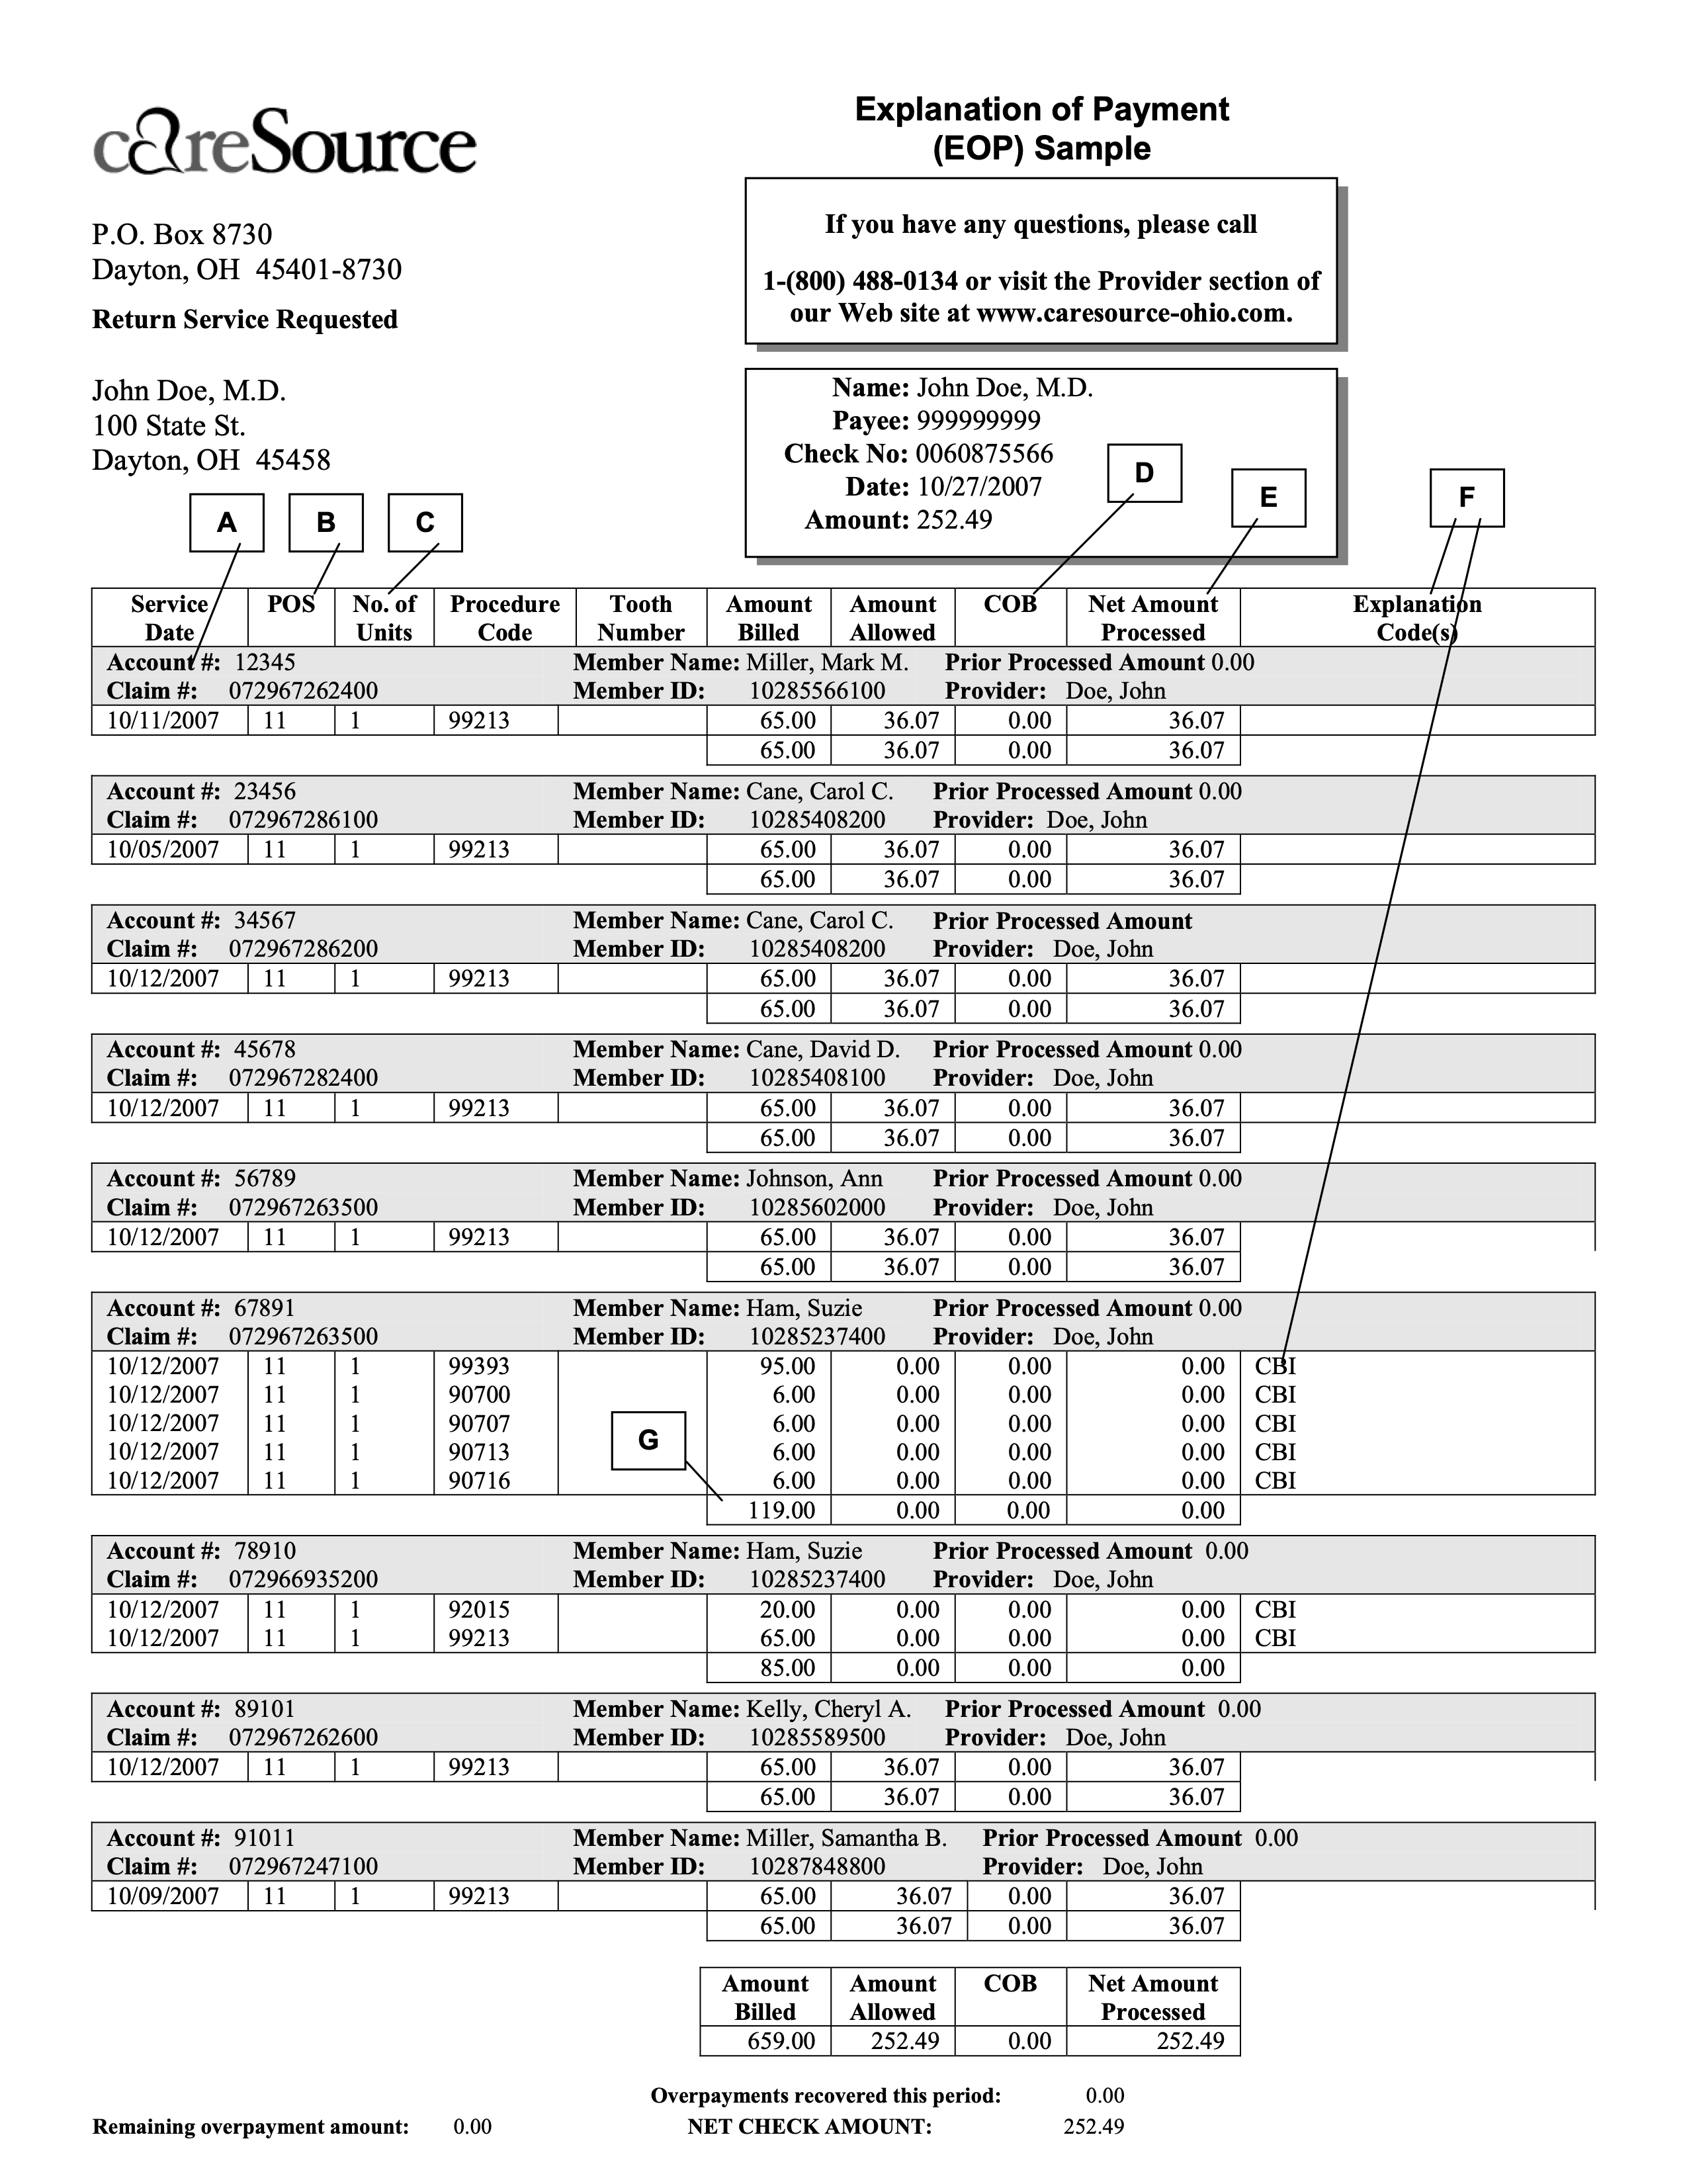 careSource
Explanation of Payment
(EOP) Sample
If you have any questions, please call
1-(800) 488-0134 or visit the Provider section of
our Web site at www.caresource-ohio.com.
P.O. Box 8730
Dayton, OH 45401-8730
Return Service Requested
John Doe, M.D.
100 State St.
Dayton, OH 45458
Name: John Doe, M.D.
Payee: 999999999
Check No: 0060875566
Date: 10/27/2007
Amount: 252.49
A B C D E F
Service Date POS No. of Units Procedure Code Tooth Number Amount Billed Amount Allowed COB Net Amount Processed Explanation Code(s)
Account #: 12345 Member Name: Miller, Mark M. Prior Processed Amount 0.00
Claim #: 072967262400 Member ID: 10285566100 Provider: Doe, John
10/11/2007 11 1 99213 65.00 36.07 0.00 36.07
65.00 36.07 0.00 36.07
Account #: 23456 Member Name: Cane, Carol C. Prior Processed Amount 0.00
Claim #: 072967286100 Member ID: 10285408200 Provider: Doe, John
10/05/2007 11 1 99213 65.00 36.07 0.00 36.07
65.00 36.07 0.00 36.07
Account #: 34567 Member Name: Cane, Carol C. Prior Processed Amount
Claim #: 072967286200 Member ID: 10285408200 Provider: Doe, John
10/12/2007 11 1 99213 65.00 36.07 0.00 36.07
65.00 36.07 0.00 36.07
Account #: 45678 Member Name: Cane, David D. Prior Processed Amount 0.00
Claim #: 072967282400 Member ID: 10285408100 Provider: Doe, John
10/12/2007 11 1 99213 65.00 36.07 0.00 36.07
65.00 36.07 0.00 36.07
Account #: 56789 Member Name: Johnson, Ann Prior Processed Amount 0.00
Claim #: 072967263500 Member ID: 10285602000 Provider: Doe, John
10/12/2007 11 1 99213 65.00 36.07 0.00 36.07
65.00 36.07 0.00 36.07
Account #: 67891 Member Name: Ham, Suzie Prior Processed Amount 0.00
Claim #: 072967263500 Member ID: 10285237400 Provider: Doe, John
10/12/2007 11 1 99393 95.00 0.00 0.00 0.00 CBI
10/12/2007 11 1 90700 6.00 0.00 0.00 0.00 CBI
10/12/2007 11 1 90707 6.00 0.00 0.00 0.00 CBI
10/12/2007 11 1 90713 6.00 0.00 0.00 0.00 CBI
10/12/2007 11 1 90716 6.00 0.00 0.00 0.00 CBI
G
119.00 0.00 0.00 0.00
Account #: 78910 Member Name: Ham, Suzie Prior Processed Amount 0.00
Claim #: 072966935200 Member ID: 10285237400 Provider: Doe, John
10/12/2007 11 1 92015 20.00 0.00 0.00 0.00 CBI
10/12/2007 11 1 99213 65.00 0.00 0.00 0.00 CBI
85.00 0.00 0.00 0.00
Account #: 89101 Member Name: Kelly, Cheryl A. Prior Processed Amount 0.00
Claim #: 072967262600 Member ID: 10285589500 Provider: Doe, John
10/12/2007 11 1 99213 65.00 36.07 0.00 36.07
65.00 36.07 0.00 36.07
Account #: 91011 Member Name: Miller, Samantha B. Prior Processed Amount 0.00
Claim #: 072967247100 Member ID: 10287848800 Provider: Doe, John
10/09/2007 11 1 99213 65.00 36.07 0.00 36.07
65.00 36.07 0.00 36.07
Amount Billed Amount Allowed COB Net Amount Processed
659.00 252.49 0.00 252.49
Overpayments recovered this period: 0.00
Remaining overpayment amount: 0.00 NET CHECK AMOUNT: 252.49